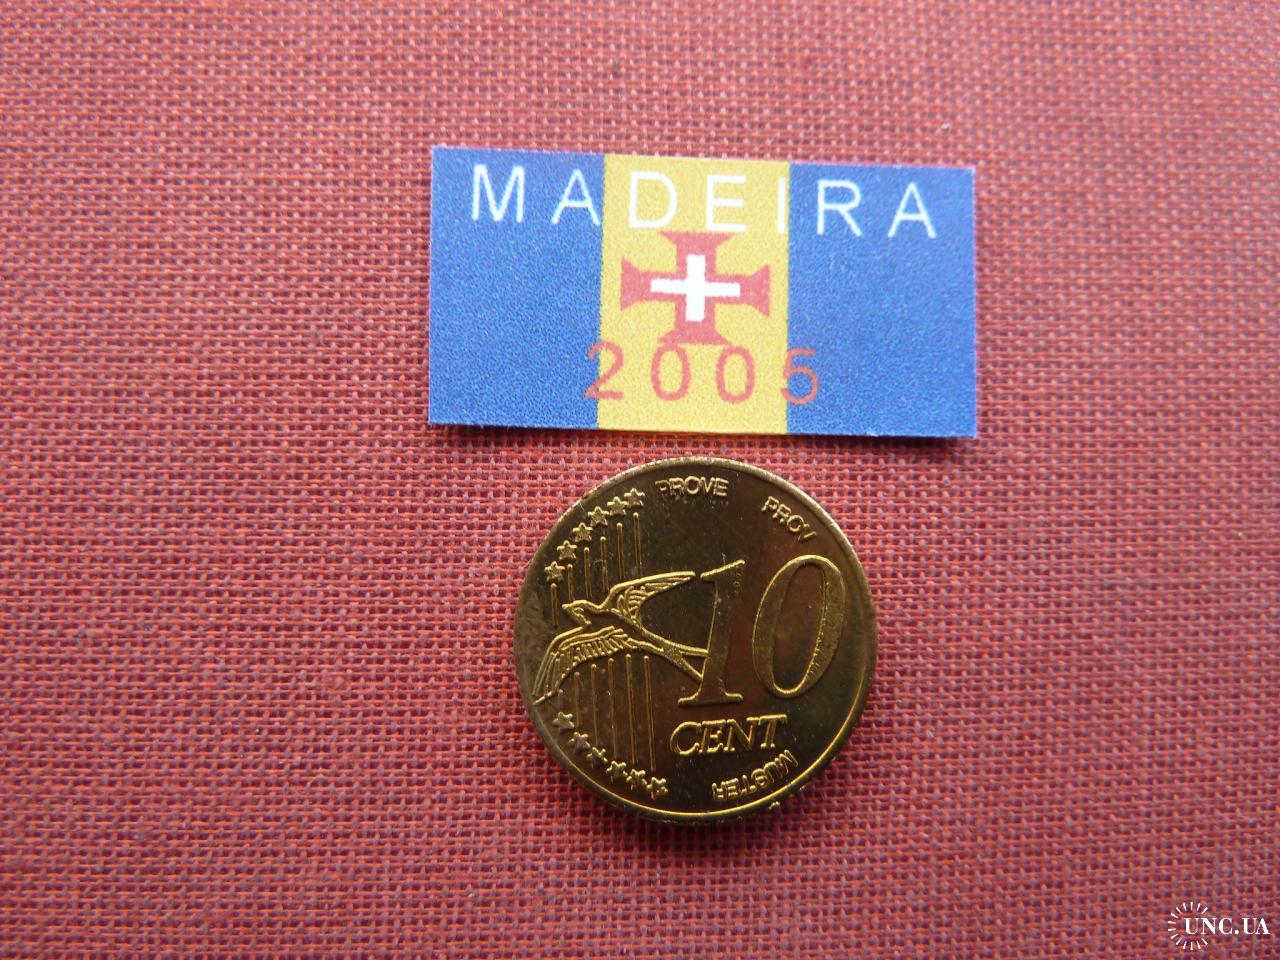 MADEIRA
2005
PROVE PROV
10
CENT
MUSTER
UNC.UA